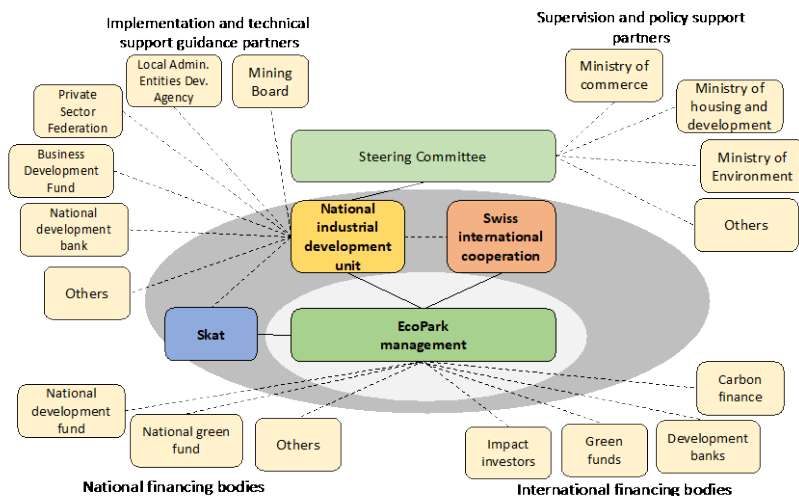 Implementation and technical
support guidance partners
Supervision and policy support
partners
Local Admin.
Entities Dev.
Agency
Mining
Board
Ministry of
commerce
Private
Sector
Federation
Ministry of
housing and
development
Business
Development
Fund
Steering Committee
Ministry of
Environment
National
development
bank
National
industrial
development
unit
Swiss
international
cooperation
Others
Others
Skat
EcoPark
management
National
development
fund
National green
fund
Others
Impact
investors
Green
funds
Development
banks
Carbon
finance
National financing bodies
International financing bodies